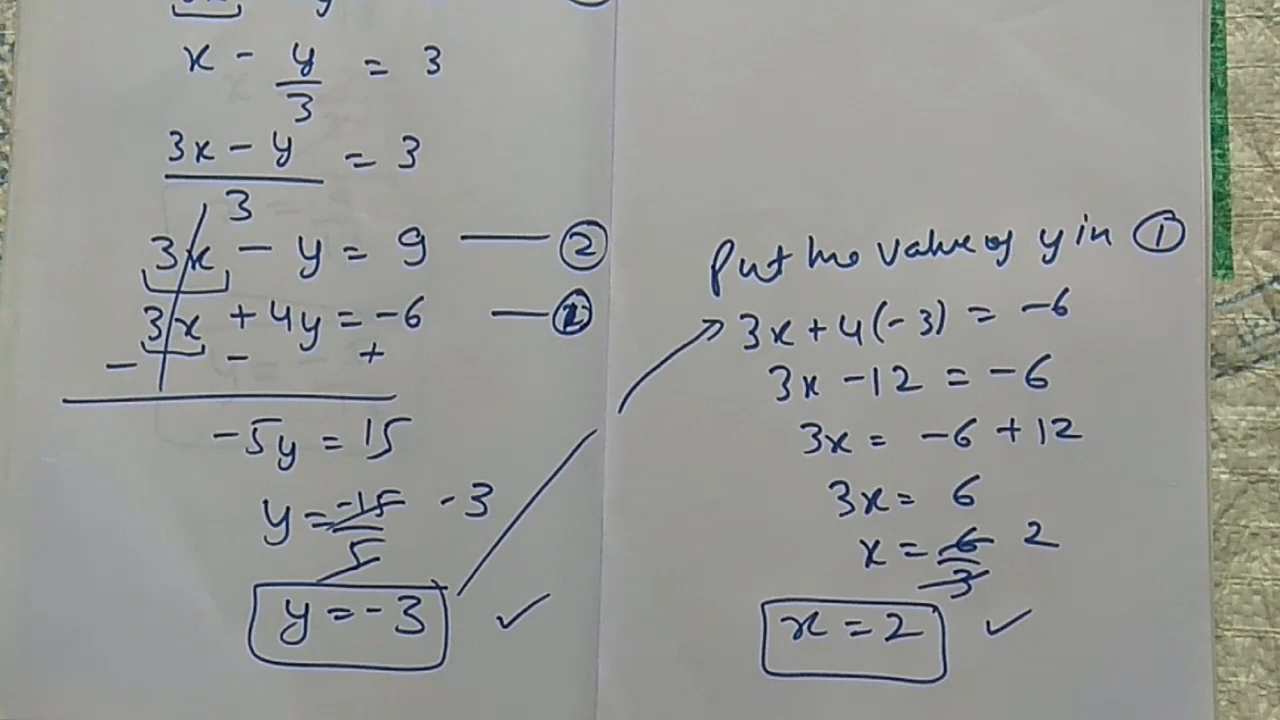 x - y/3 = 3
3x - y/3 = 3
3x - y = 9 — ②
3x + 4y = -6 — ①
- - +
-5y = 15
y = -15/5 -3
y = -3 ✓
Put the value of y in ①
3x + 4(-3) = -6
3x - 12 = -6
3x = -6 + 12
3x = 6
x = 6/3 2
x = 2 ✓